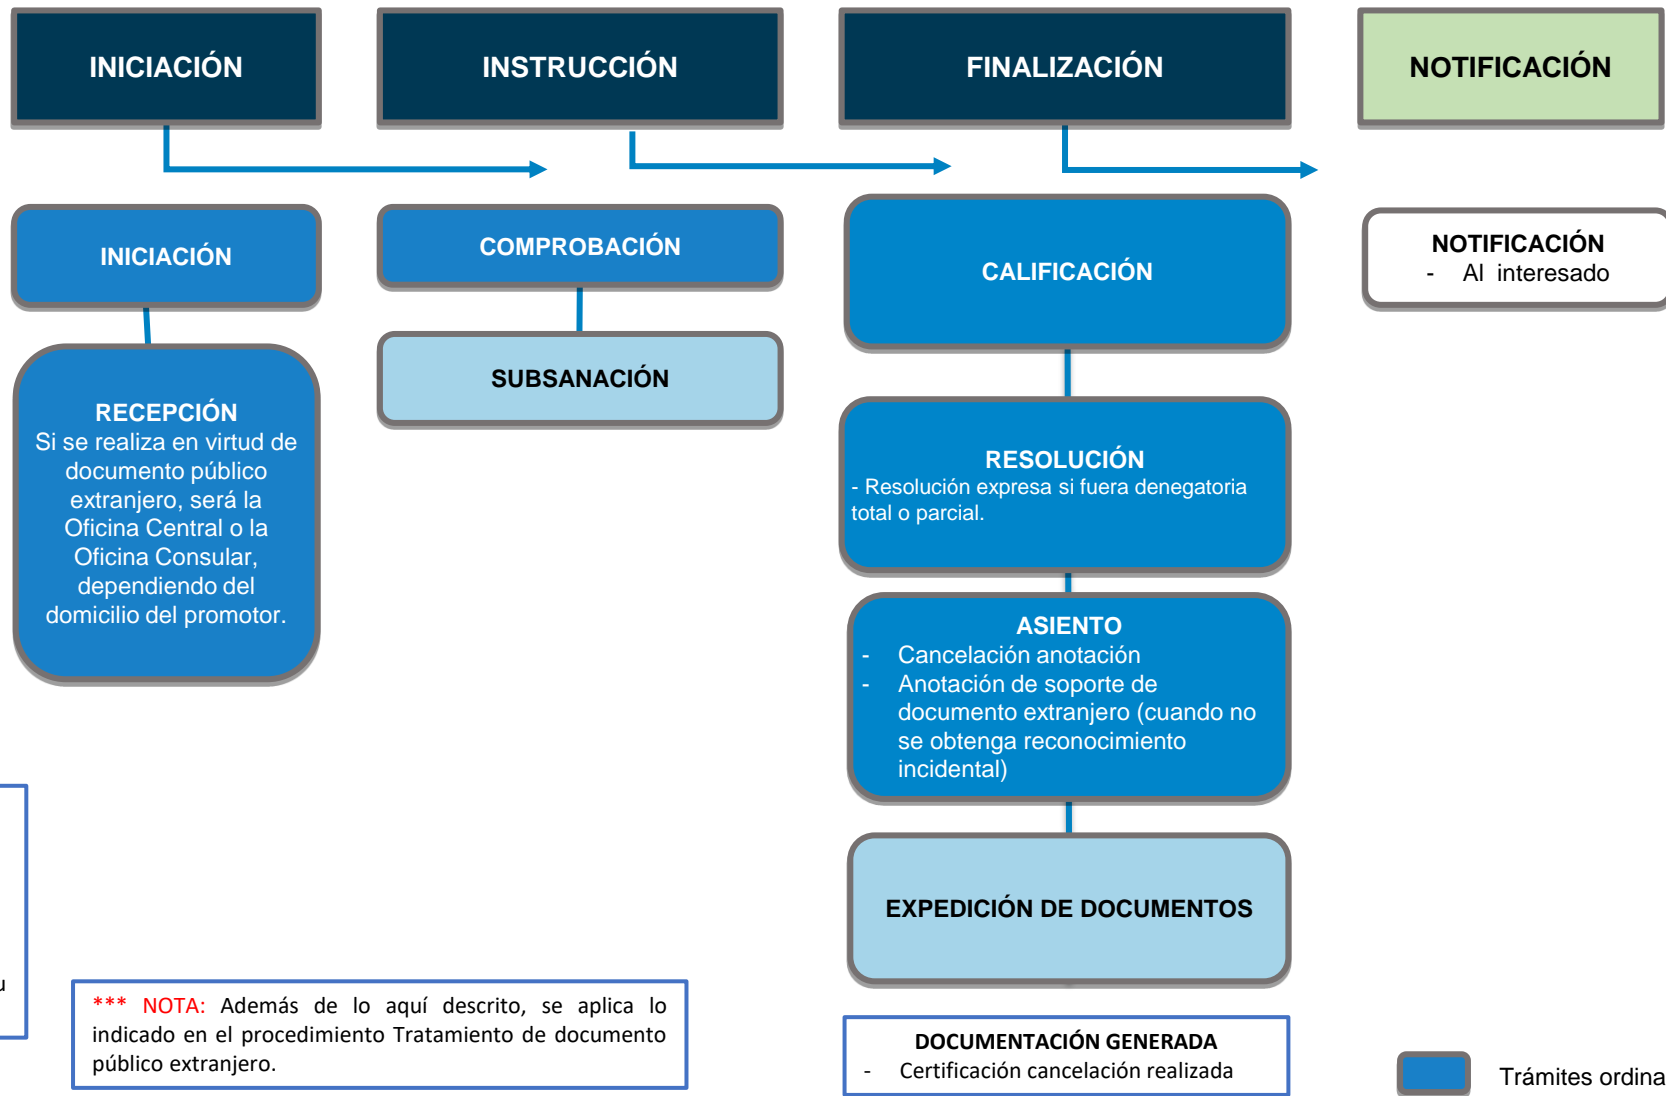 INICIACIÓN
INSTRUCCIÓN
FINALIZACIÓN
NOTIFICACIÓN
INICIACIÓN
RECEPCIÓN
Si se realiza en virtud de
documento público
extranjero, será la
Oficina Central o la
Oficina Consular,
dependiendo del
domicilio del promotor.
COMPROBACIÓN
SUBSANACIÓN
CALIFICACIÓN
RESOLUCIÓN
- Resolución expresa si fuera denegatoria
total o parcial.
ASIENTO
- Cancelación anotación
- Anotación de soporte de
documento extranjero (cuando no
se obtenga reconocimiento
incidental)
EXPEDICIÓN DE DOCUMENTOS
DOCUMENTACIÓN GENERADA
- Certificación cancelación realizada
NOTIFICACIÓN
- Al interesado
*** NOTA: Además de lo aquí descrito, se aplica lo
indicado en el procedimiento Tratamiento de documento
público extranjero.
Trámites ordina